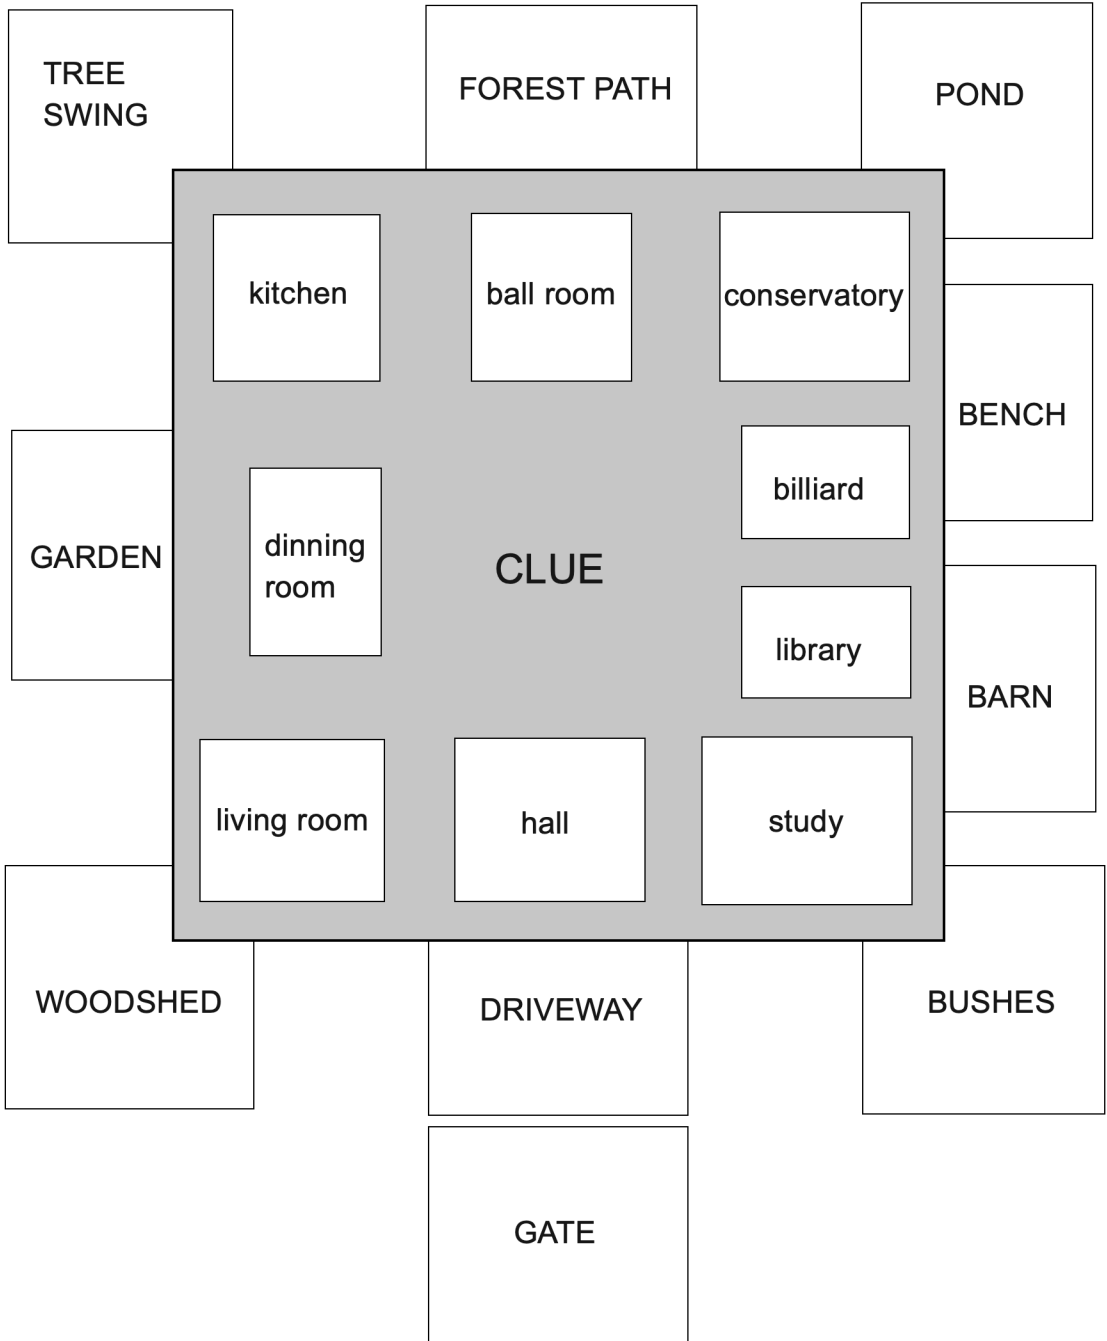 TREE
SWING
FOREST PATH
POND
kitchen
ball room
conservatory
BENCH
billiard
GARDEN
dinning
room
CLUE
library
BARN
living room
hall
study
WOODSHED
DRIVEWAY
BUSHES
GATE